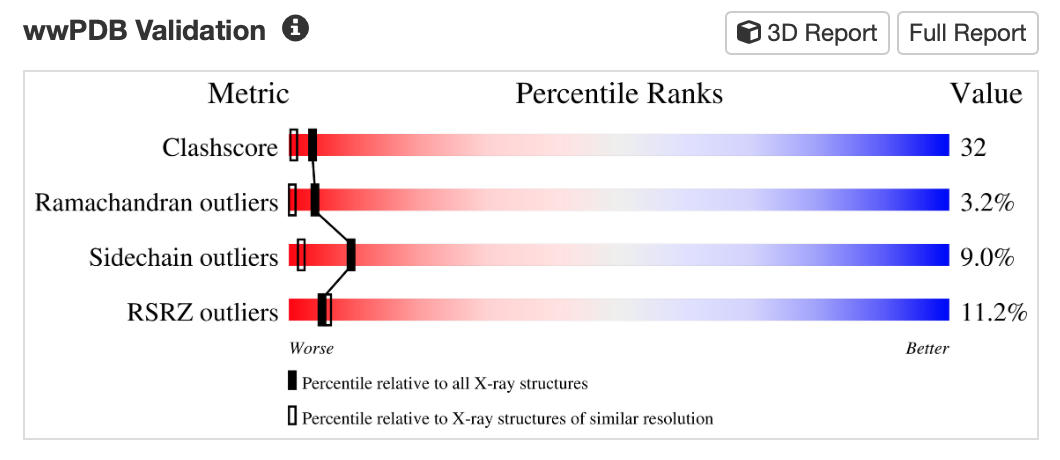 wwPDB Validation
3D Report
Full Report
Metric Percentile Ranks Value
Clashscore 32
Ramachandran outliers 3.2%
Sidechain outliers 9.0%
RSRZ outliers 11.2%
Worse Better
Percentile relative to all X-ray structures
Percentile relative to X-ray structures of similar resolution